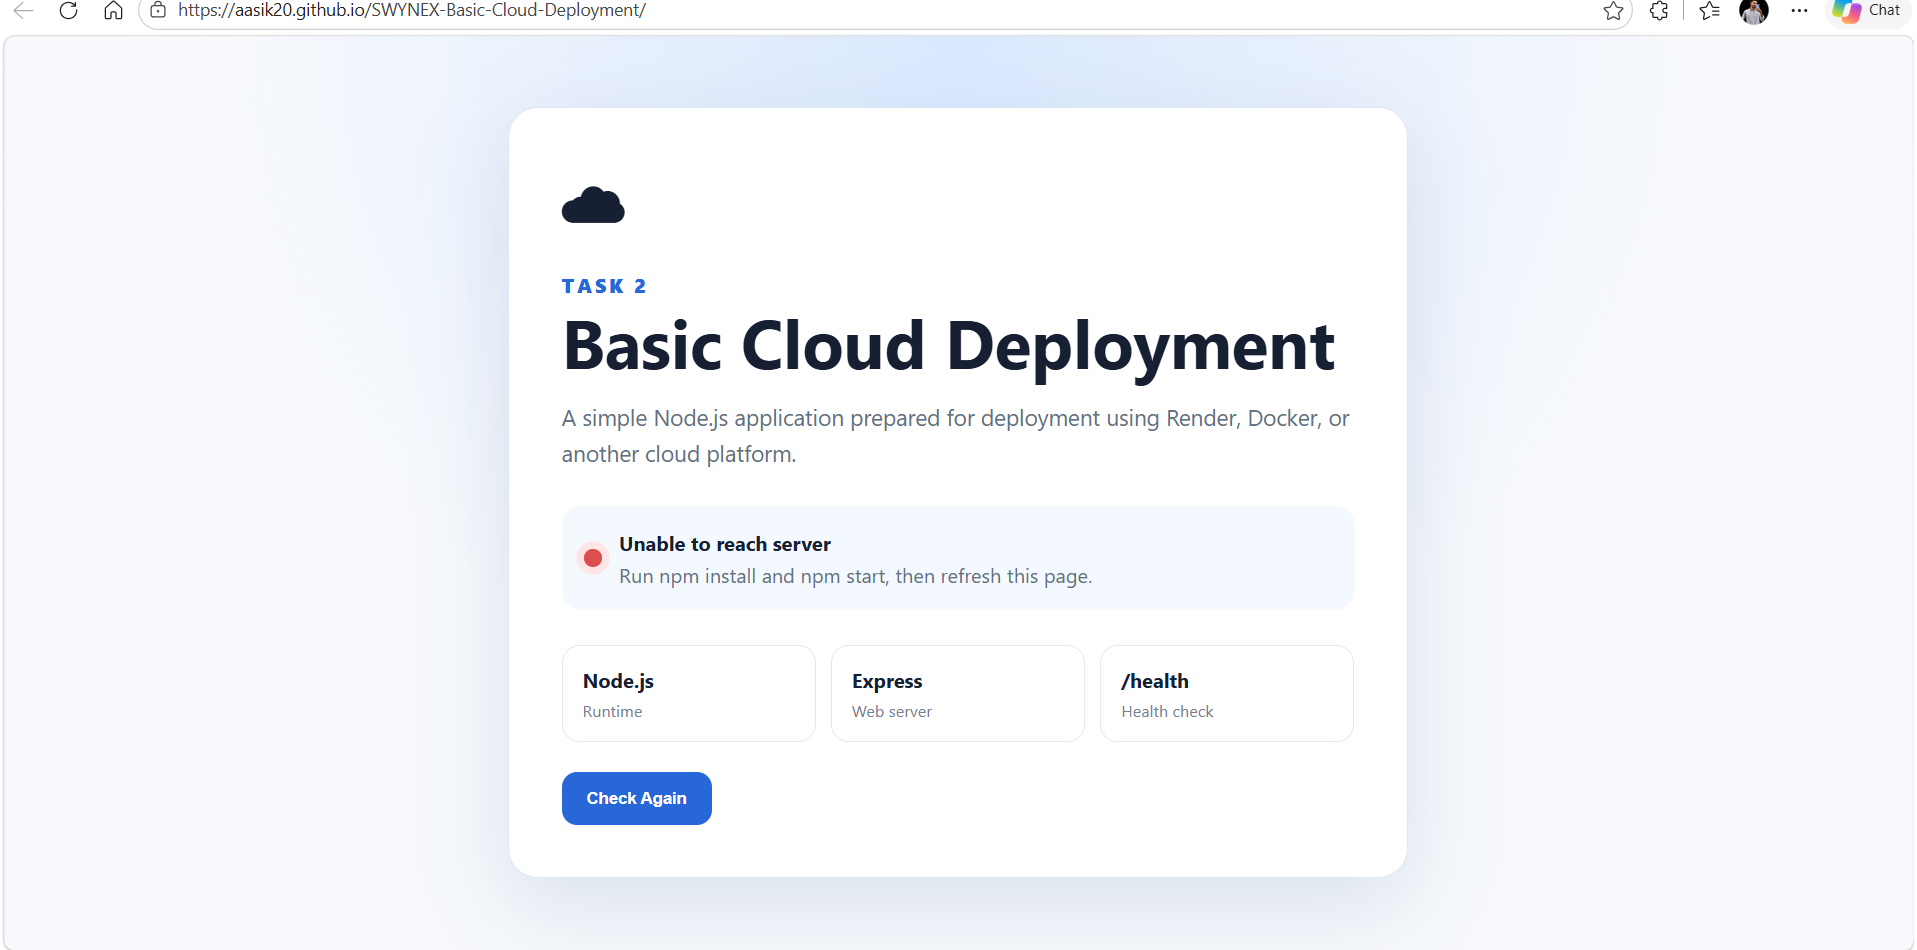 https://aasik20.github.io/SWYNEX-Basic-Cloud-Deployment/
Chat
TASK 2
Basic Cloud Deployment
A simple Node.js application prepared for deployment using Render, Docker, or
another cloud platform.
Unable to reach server
Run npm install and npm start, then refresh this page.
Node.js
Runtime
Express
Web server
/health
Health check
Check Again